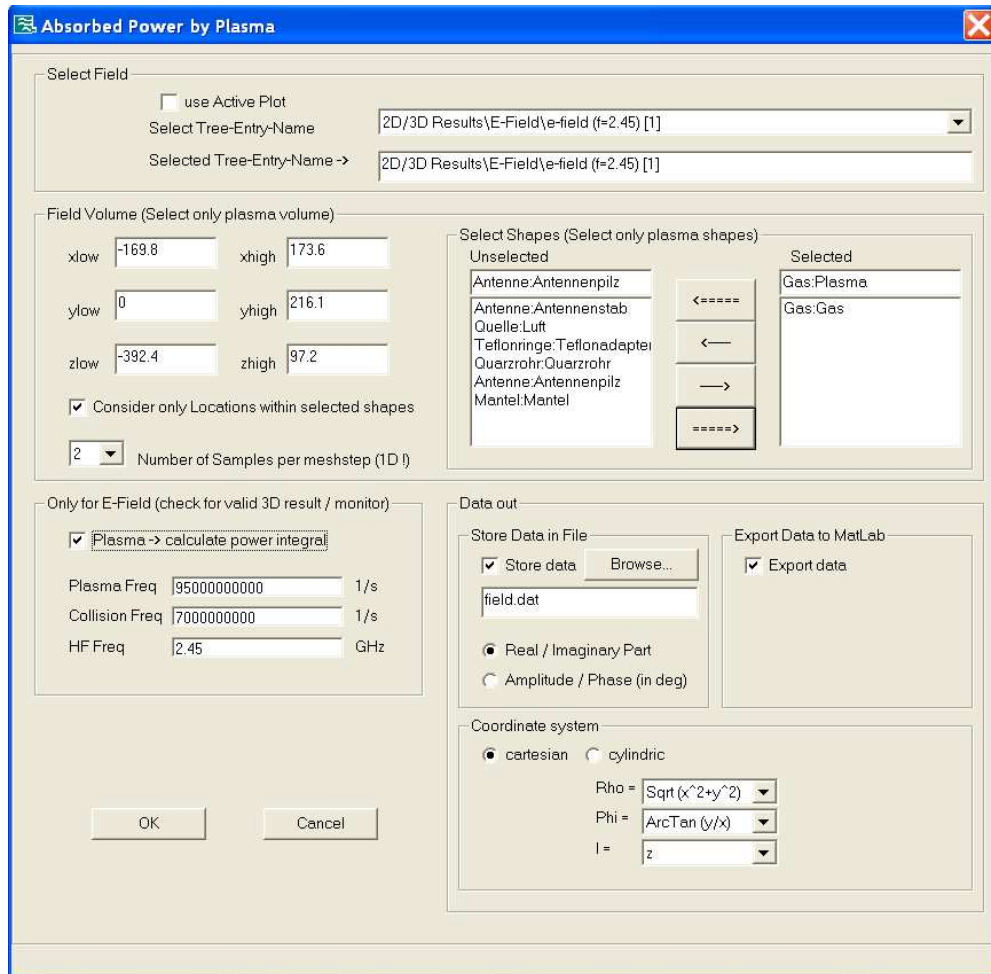 Absorbed Power by Plasma
Select Field
use Active Plot
Select Tree-Entry-Name
2D/3D Results\E-Field\e-field (f=2.45) [1]
Selected Tree-Entry-Name ->
2D/3D Results\E-Field\e-field (f=2.45) [1]
Field Volume (Select only plasma volume)
xlow -169.8 xhigh 173.6
ylow 0 yhigh 216.1
zlow -392.4 zhigh 97.2
Consider only Locations within selected shapes
2 Number of Samples per meshstep (1D !)
Select Shapes (Select only plasma shapes)
Unselected
Antenne:Antennenpilz
Antenne:Antennenstab
Quelle:Luft
Teflonringe:Teflonadapter
Quarzrohr:Quarzrohr
Antenne:Antennenpilz
Mantel:Mantel
<=====
<----
---->
=====>
Selected
Gas:Plasma
Gas:Gas
Only for E-Field (check for valid 3D result / monitor)
Plasma -> calculate power integral
Plasma Freq 95000000000 1/s
Collision Freq 7000000000 1/s
HF Freq 2.45 GHz
OK
Cancel
Data out
Store Data in File
Store data Browse...
field.dat
Real / Imaginary Part
Amplitude / Phase (in deg)
Export Data to MatLab
Export data
Coordinate system
cartesian cylindric
Rho = Sqrt (x^2+y^2)
Phi = ArcTan (y/x)
l = z